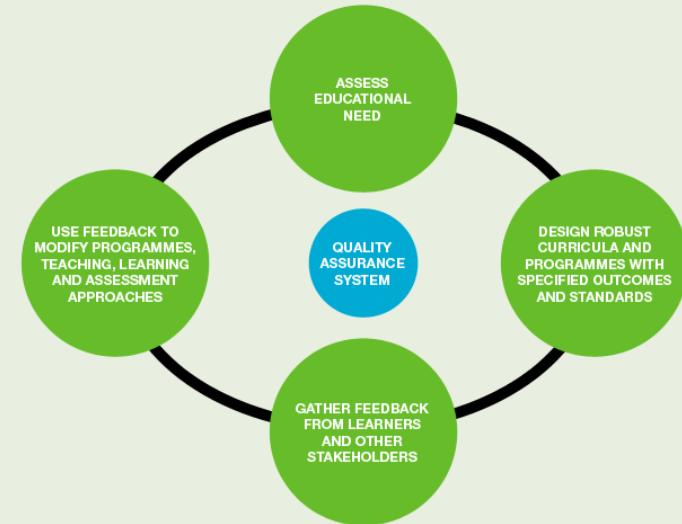 ASSESS
EDUCATIONAL
NEED
USE FEEDBACK TO
MODIFY PROGRAMMES,
TEACHING, LEARNING
AND ASSESSMENT
APPROACHES
QUALITY
ASSURANCE
SYSTEM
DESIGN ROBUST
CURRICULA AND
PROGRAMMES WITH
SPECIFIED OUTCOMES
AND STANDARDS
GATHER FEEDBACK
FROM LEARNERS
AND OTHER
STAKEHOLDERS